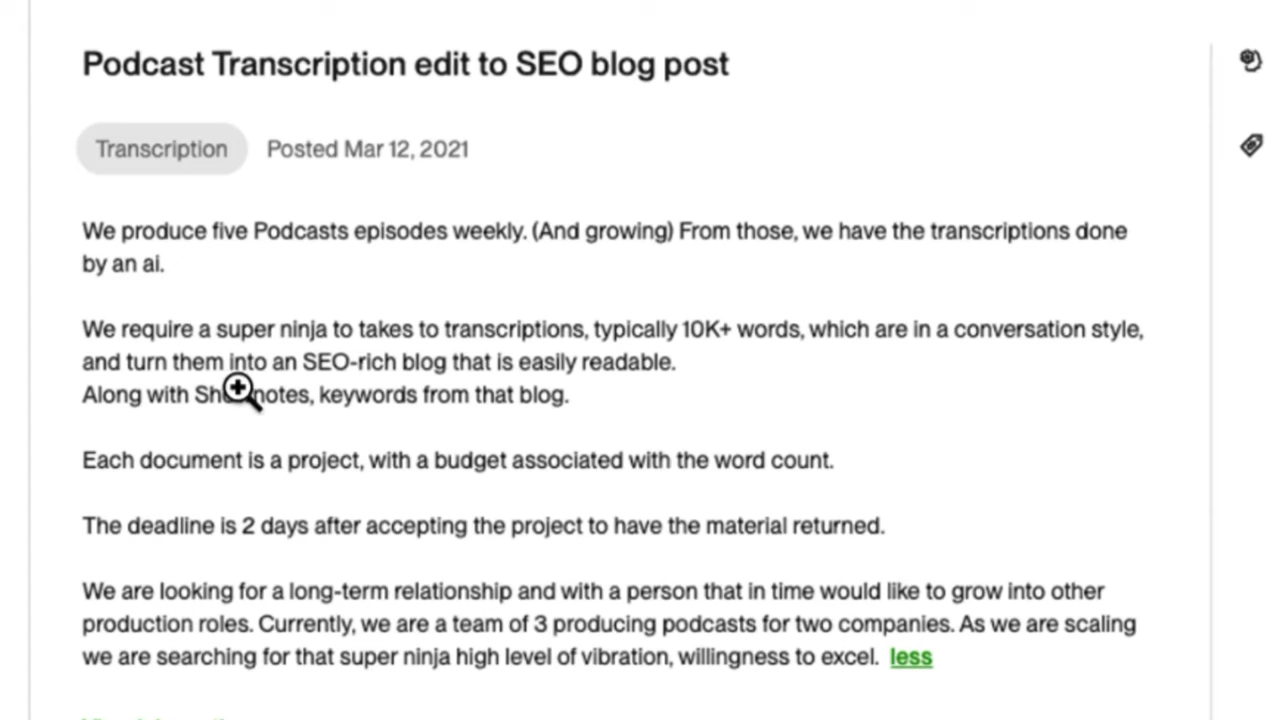 Podcast Transcription edit to SEO blog post
Transcription Posted Mar 12, 2021
We produce five Podcasts episodes weekly. (And growing) From those, we have the transcriptions done
by an ai.
We require a super ninja to takes to transcriptions, typically 10K+ words, which are in a conversation style,
and turn them into an SEO-rich blog that is easily readable.
Along with notes, keywords from that blog.
Each document is a project, with a budget associated with the word count.
The deadline is 2 days after accepting the project to have the material returned.
We are looking for a long-term relationship and with a person that in time would like to grow into other
production roles. Currently, we are a team of 3 producing podcasts for two companies. As we are scaling
we are searching for that super ninja high level of vibration, willingness to excel. less